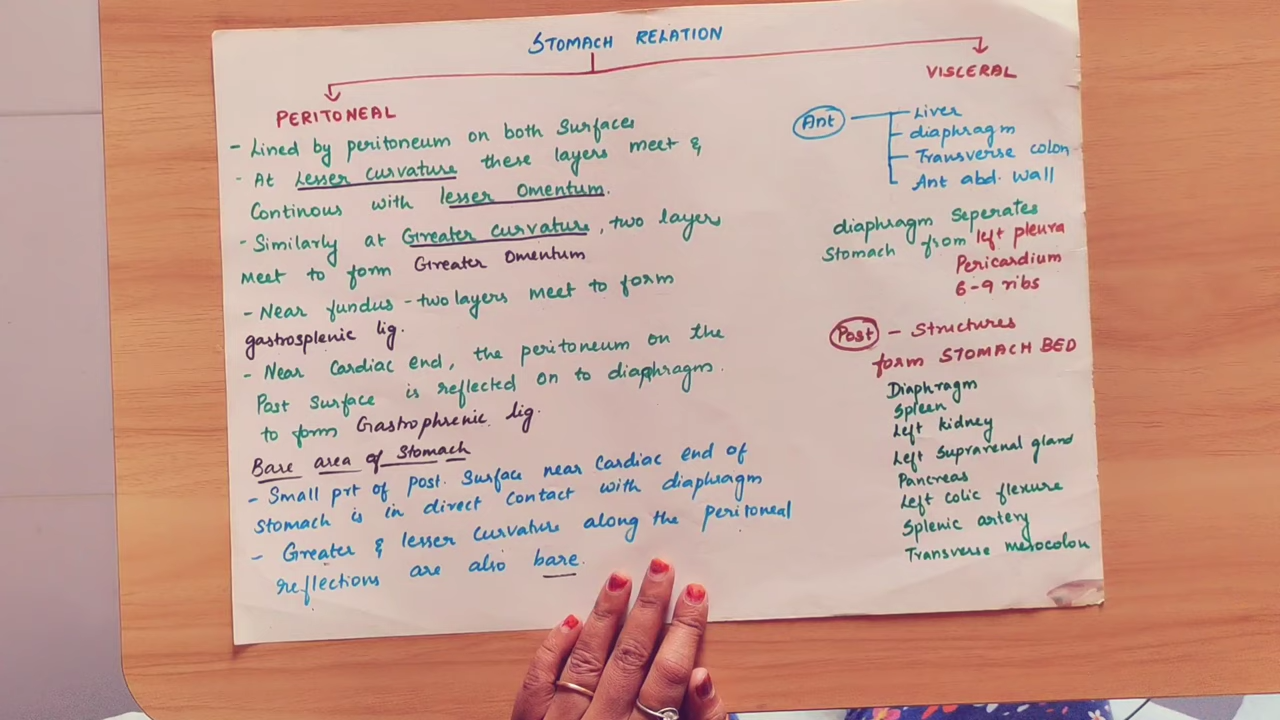 STOMACH RELATION
PERITONEAL
- Lined by peritoneum on both Surfaces
- At Lesser curvature these layers meet &
Continous with lesser Omentum.
- Similarly at Greater curvature, two layers
meet to form Greater Omentum
- Near fundus - two layers meet to form
gastrosplenic lig.
- Near Cardiac end, the peritoneum on the
Post Surface is reflected on to diaphragm.
to form Gastrophrenic lig.
Bare area of Stomach
- Small prt of post. Surface near Cardiac end of
Stomach is in direct Contact with diaphragm
- Greater & lesser Curvature along the peritoneal
reflections are also bare.
VISCERAL
Ant
Liver
diaphragm
Transverse colon
Ant abd. wall
diaphragm Seperates
Stomach from left pleura
Pericardium
6-9 ribs
Post - Structures
form STOMACH BED
Diaphragm
Spleen
Left kidney
Left Suprarenal gland
Pancreas
Left colic flexure
Splenic artery
Transverse mesocolon